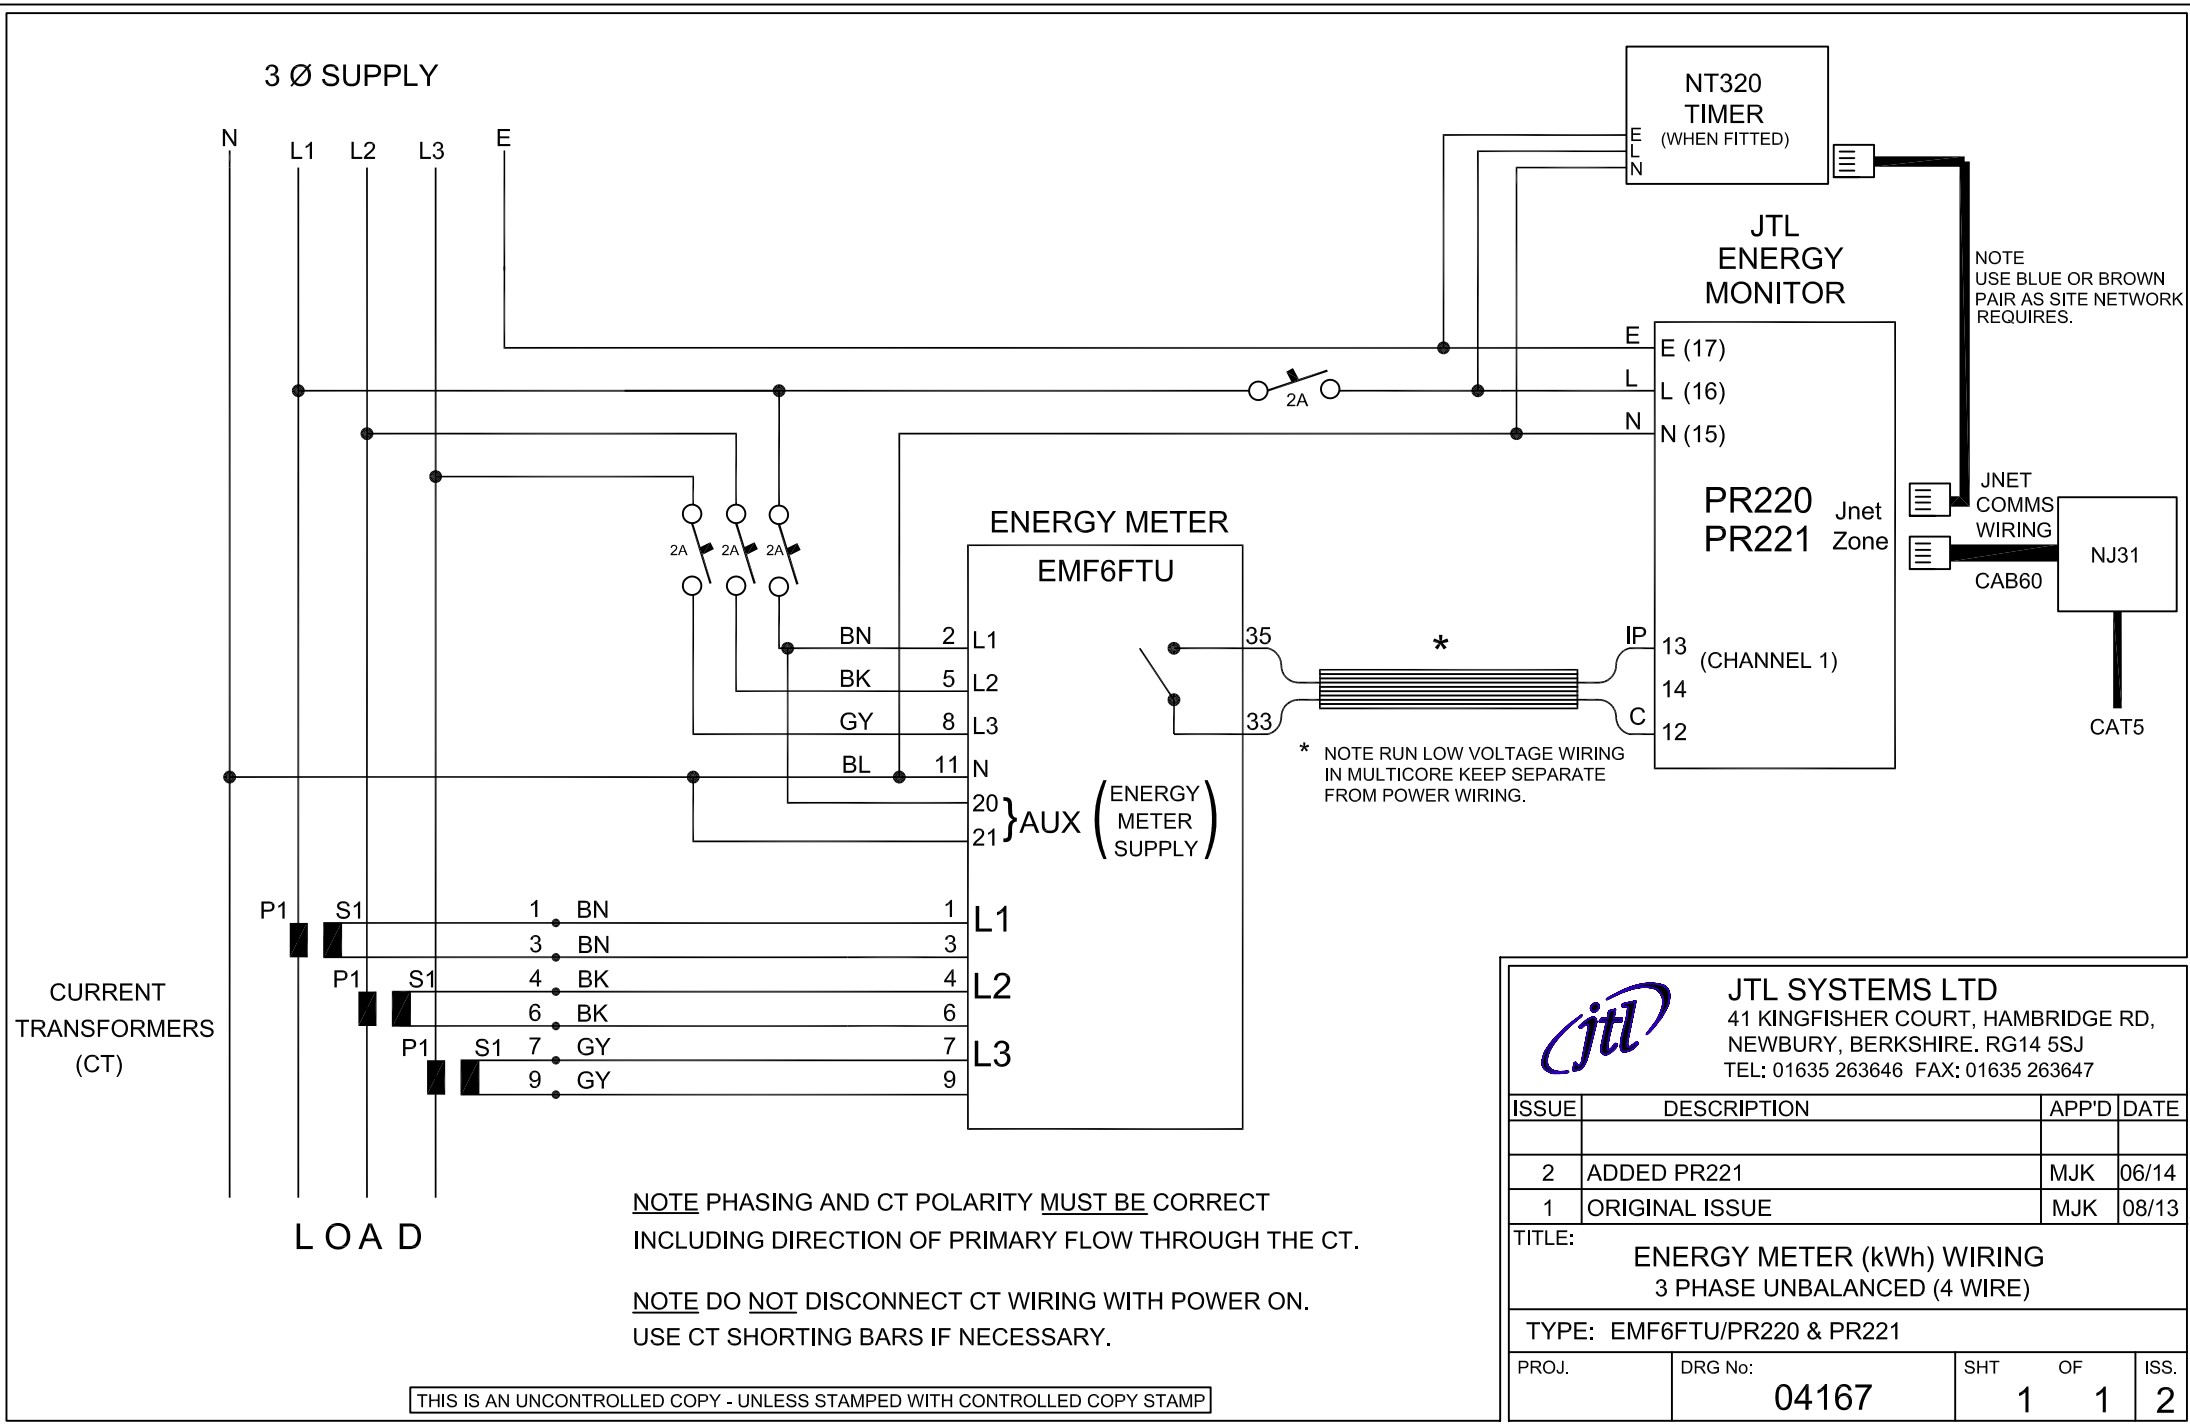 3 Ø SUPPLY
N
L1
L2
L3
E
NT320
TIMER
(WHEN FITTED)
E
L
N
JTL
ENERGY
MONITOR
NOTE
USE BLUE OR BROWN
PAIR AS SITE NETWORK
REQUIRES.
E
E (17)
L
L (16)
N
N (15)
2A
PR220
PR221
Jnet
Zone
JNET
COMMS
WIRING
CAB60
NJ31
CAT5
2A
2A
2A
ENERGY METER
EMF6FTU
BN 2 L1
BK 5 L2
GY 8 L3
BL 11 N
20
21
} AUX
( ENERGY
METER
SUPPLY )
35
33
*
IP
13
(CHANNEL 1)
14
C
12
* NOTE RUN LOW VOLTAGE WIRING
IN MULTICORE KEEP SEPARATE
FROM POWER WIRING.
P1 S1 1 BN 1 L1
3 BN 3
P1 S1 4 BK 4 L2
6 BK 6
P1 S1 7 GY 7 L3
9 GY 9
CURRENT
TRANSFORMERS
(CT)
LOAD
NOTE PHASING AND CT POLARITY MUST BE CORRECT
INCLUDING DIRECTION OF PRIMARY FLOW THROUGH THE CT.
NOTE DO NOT DISCONNECT CT WIRING WITH POWER ON.
USE CT SHORTING BARS IF NECESSARY.
THIS IS AN UNCONTROLLED COPY - UNLESS STAMPED WITH CONTROLLED COPY STAMP
jtl
JTL SYSTEMS LTD
41 KINGFISHER COURT, HAMBRIDGE RD,
NEWBURY, BERKSHIRE. RG14 5SJ
TEL: 01635 263646 FAX: 01635 263647
ISSUE DESCRIPTION APP'D DATE
2 ADDED PR221 MJK 06/14
1 ORIGINAL ISSUE MJK 08/13
TITLE:
ENERGY METER (kWh) WIRING
3 PHASE UNBALANCED (4 WIRE)
TYPE: EMF6FTU/PR220 & PR221
PROJ. DRG No: SHT OF ISS.
04167 1 1 2